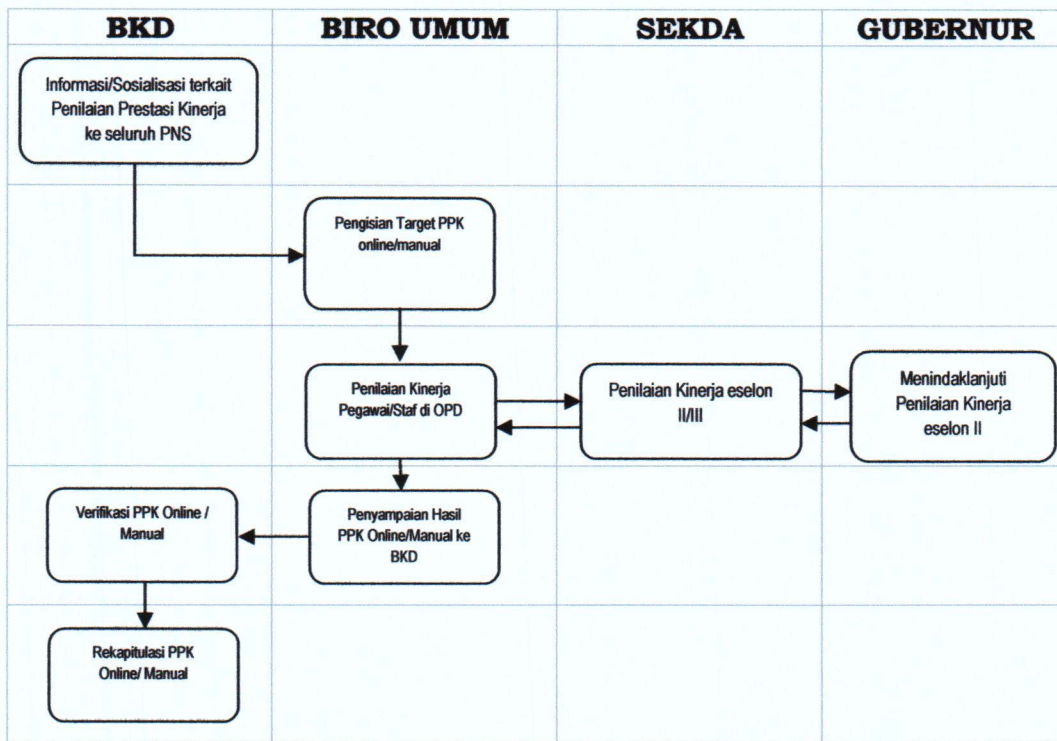 BKD
BIRO UMUM
SEKDA
GUBERNUR
Informasi/Sosialisasi terkait
Penilaian Prestasi Kinerja
ke seluruh PNS
Pengisian Target PPK
online/manual
Penilaian Kinerja
Pegawai/Staf di OPD
Penilaian Kinerja eselon
II/III
Menindaklanjuti
Penilaian Kinerja
eselon II
Verifikasi PPK Online /
Manual
Penyampaian Hasil
PPK Online/Manual ke
BKD
Rekapitulasi PPK
Online/ Manual